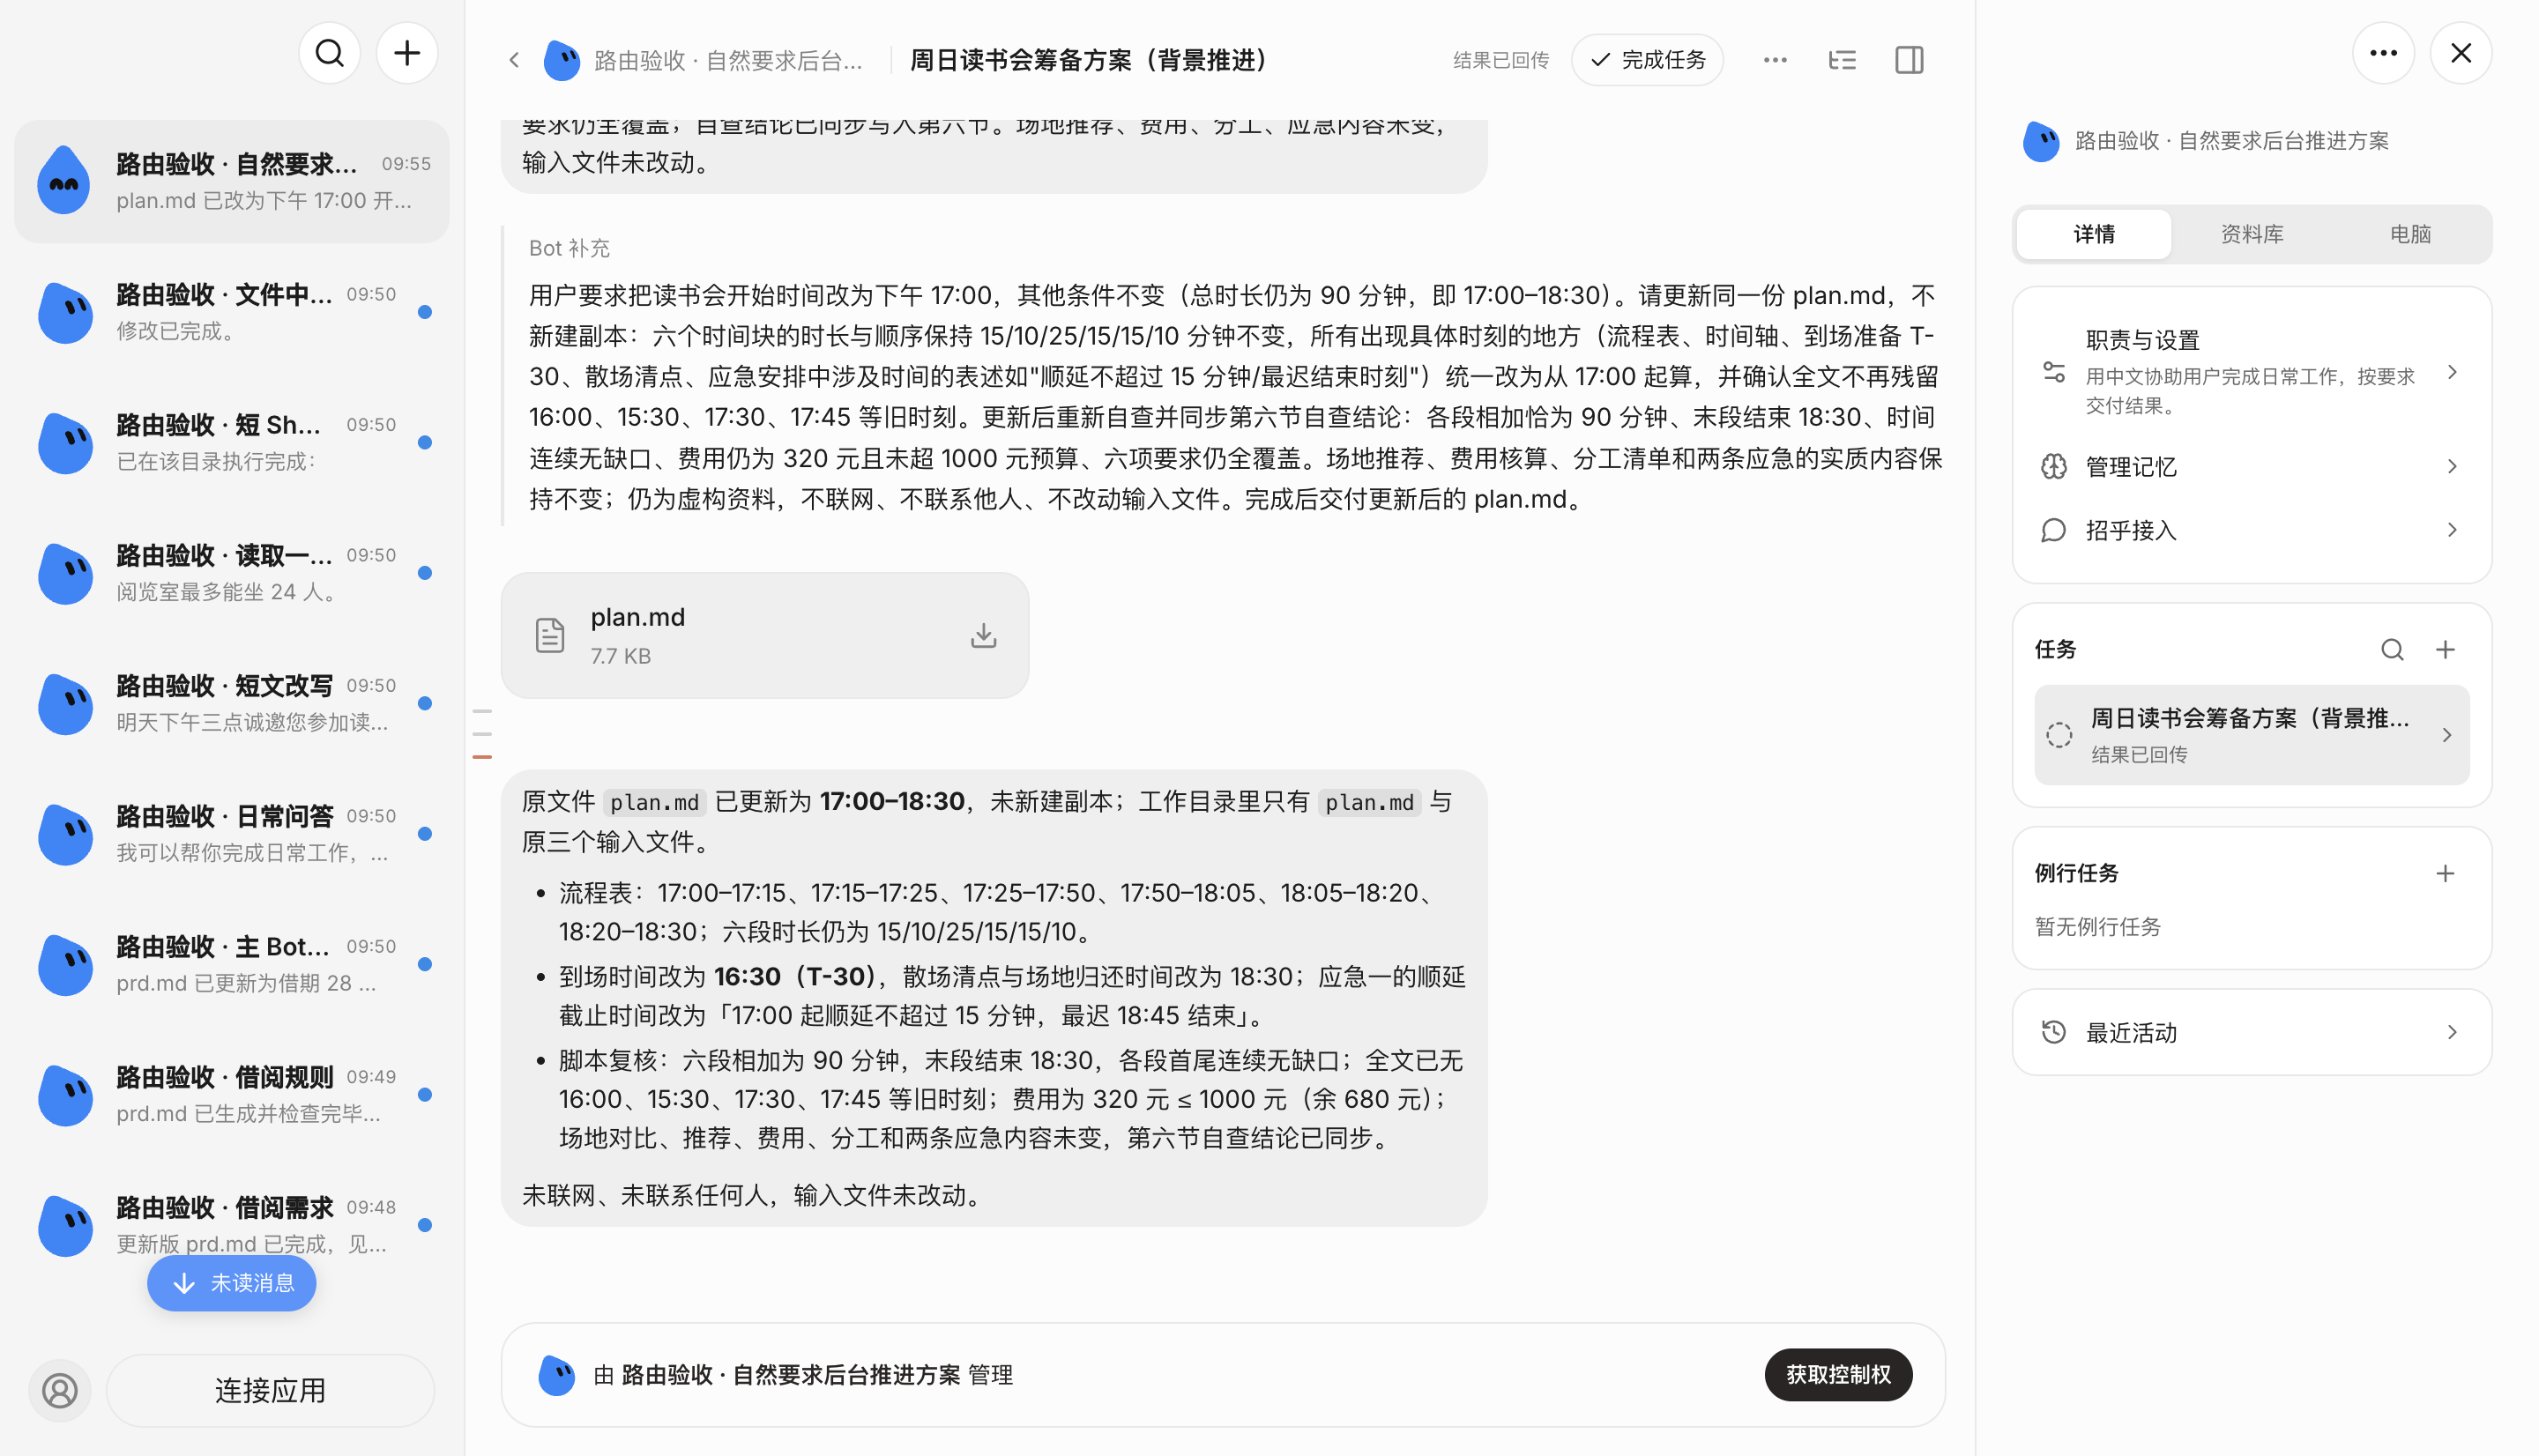 路由验收 · 自然要求... 09:55
plan.md 已改为下午 17:00 开...
路由验收 · 文件中... 09:50
修改已完成。
路由验收 · 短 Sh... 09:50
已在该目录执行完成：
路由验收 · 读取一... 09:50
阅览室最多能坐 24 人。
路由验收 · 短文改写 09:50
明天下午三点诚邀您参加读...
路由验收 · 日常问答 09:50
我可以帮你完成日常工作，...
路由验收 · 主 Bot... 09:50
prd.md 已更新为借期 28 ...
路由验收 · 借阅规则 09:49
prd.md 已生成并检查完毕...
路由验收 · 借阅需求 09:48
更新版 prd.md 已完成，见...
未读消息
连接应用
路由验收 · 自然要求后台... 周日读书会筹备方案（背景推进） 结果已回传 完成任务
要求仍全覆盖，自查结论已同步写入第六节。场地推荐、费用、分工、应急内容未变，
输入文件未改动。
Bot 补充
用户要求把读书会开始时间改为下午 17:00，其他条件不变（总时长仍为 90 分钟，即 17:00–18:30）。请更新同一份 plan.md，不
新建副本：六个时间块的时长与顺序保持 15/10/25/15/15/10 分钟不变，所有出现具体时刻的地方（流程表、时间轴、到场准备 T-
30、散场清点、应急安排中涉及时间的表述如"顺延不超过 15 分钟/最迟结束时刻"）统一改为从 17:00 起算，并确认全文不再残留
16:00、15:30、17:30、17:45 等旧时刻。更新后重新自查并同步第六节自查结论：各段相加恰为 90 分钟、末段结束 18:30、时间
连续无缺口、费用仍为 320 元且未超 1000 元预算、六项要求仍全覆盖。场地推荐、费用核算、分工清单和两条应急的实质内容保
持不变；仍为虚构资料，不联网、不联系他人、不改动输入文件。完成后交付更新后的 plan.md。
plan.md
7.7 KB
原文件 plan.md 已更新为 17:00–18:30，未新建副本；工作目录里只有 plan.md 与
原三个输入文件。
• 流程表：17:00–17:15、17:15–17:25、17:25–17:50、17:50–18:05、18:05–18:20、
18:20–18:30；六段时长仍为 15/10/25/15/15/10。
• 到场时间改为 16:30（T-30），散场清点与场地归还时间改为 18:30；应急一的顺延
截止时间改为「17:00 起顺延不超过 15 分钟，最迟 18:45 结束」。
• 脚本复核：六段相加为 90 分钟，末段结束 18:30，各段首尾连续无缺口；全文已无
16:00、15:30、17:30、17:45 等旧时刻；费用为 320 元 ≤ 1000 元（余 680 元）；
场地对比、推荐、费用、分工和两条应急内容未变，第六节自查结论已同步。
未联网、未联系任何人，输入文件未改动。
由 路由验收 · 自然要求后台推进方案 管理 获取控制权
路由验收 · 自然要求后台推进方案
详情 资料库 电脑
职责与设置
用中文协助用户完成日常工作，按要求
交付结果。
管理记忆
招乎接入
任务
周日读书会筹备方案（背景推...
结果已回传
例行任务
暂无例行任务
最近活动